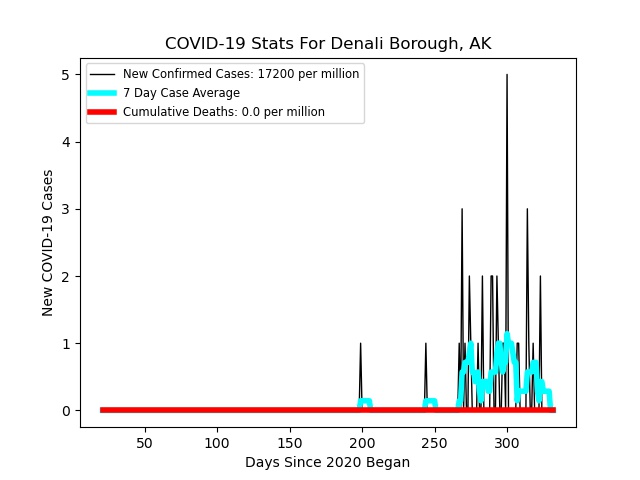 COVID-19 Stats For Denali Borough, AK
New Confirmed Cases: 17200 per million
7 Day Case Average
Cumulative Deaths: 0.0 per million
New COVID-19 Cases
5
4
3
2
1
0
50 100 150 200 250 300
Days Since 2020 Began